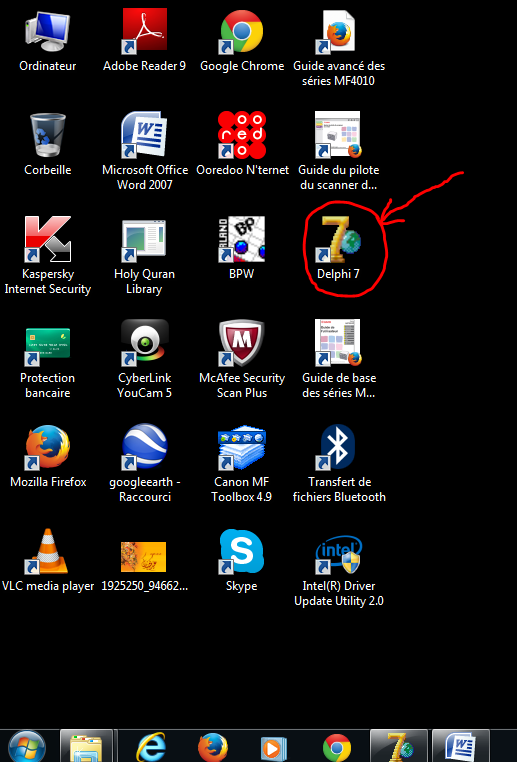 Ordinateur
Adobe Reader 9
Google Chrome
Guide avancé des
séries MF4010
Corbeille
Microsoft Office
Word 2007
Ooredoo N'ternet
Guide du pilote
du scanner d...
Kaspersky
Internet Security
Holy Quran
Library
BPW
Delphi 7
Protection
bancaire
CyberLink
YouCam 5
McAfee Security
Scan Plus
Guide de base
des séries M...
Mozilla Firefox
googleearth -
Raccourci
Canon MF
Toolbox 4.9
Transfert de
fichiers Bluetooth
VLC media player
1925250_94662...
Skype
Intel(R) Driver
Update Utility 2.0